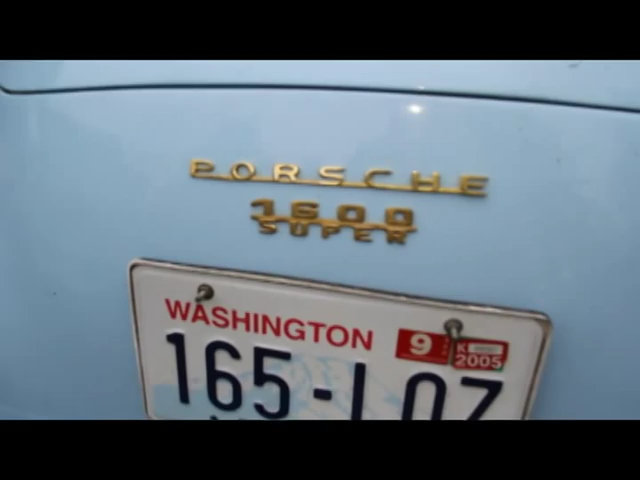 PORSCHE
1600
SUPER
WASHINGTON
9
K 2005
165-LOZ